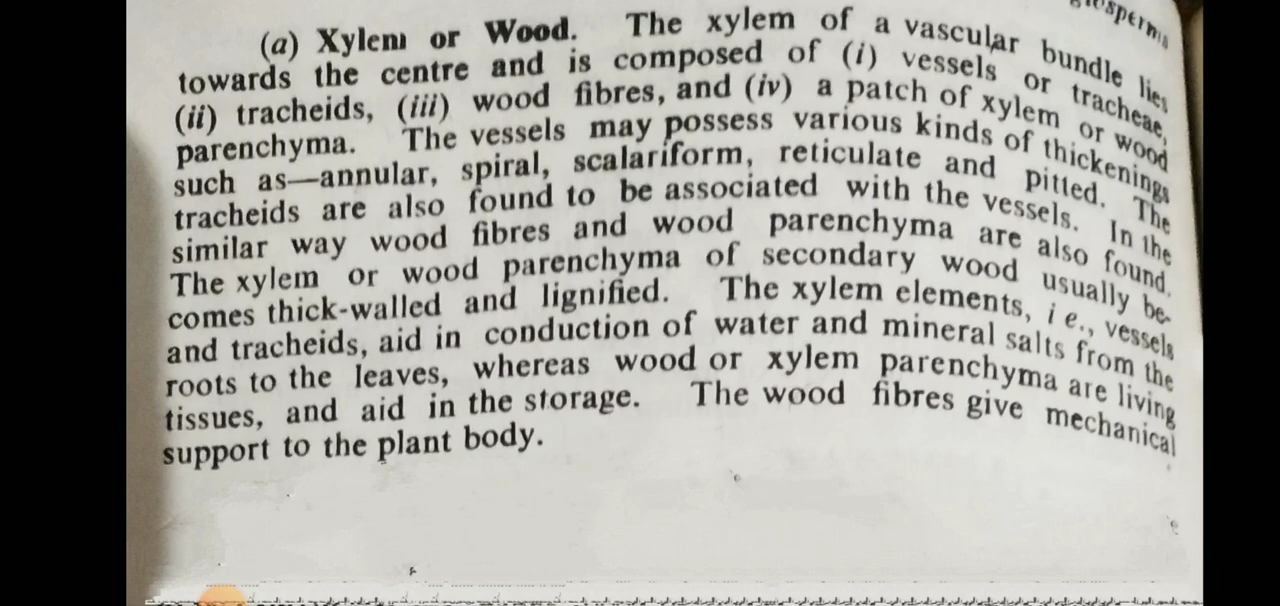 (a) Xylem or Wood. The xylem of a vascular bundle lies
towards the centre and is composed of (i) vessels or tracheae,
(ii) tracheids, (iii) wood fibres, and (iv) a patch of xylem or wood
parenchyma. The vessels may possess various kinds of thickenings
such as—annular, spiral, scalariform, reticulate and pitted. The
tracheids are also found to be associated with the vessels. In the
similar way wood fibres and wood parenchyma are also found.
The xylem or wood parenchyma of secondary wood usually be-
comes thick-walled and lignified. The xylem elements, i e., vessels
and tracheids, aid in conduction of water and mineral salts from the
roots to the leaves, whereas wood or xylem parenchyma are living
tissues, and aid in the storage. The wood fibres give mechanical
support to the plant body.